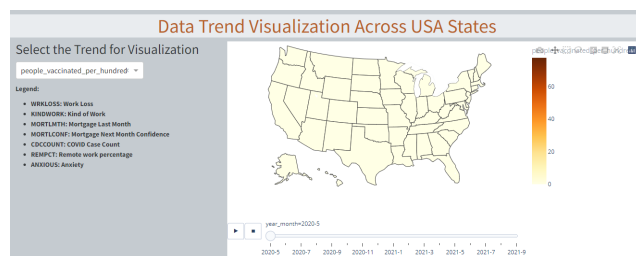 Data Trend Visualization Across USA States
Select the Trend for Visualization
people_vaccinated_per_hundred
Legend:
WRKLOSS: Work Loss
KINDWORK: Kind of Work
MORTLMTH: Mortgage Last Month
MORTLCONF: Mortgage Next Month Confidence
CDCCOUNT: COVID Case Count
REMPCT: Remote work percentage
ANXIOUS: Anxiety
60
40
20
0
year_month=2020-5
2020-5 2020-7 2020-9 2020-11 2021-1 2021-3 2021-5 2021-7 2021-9